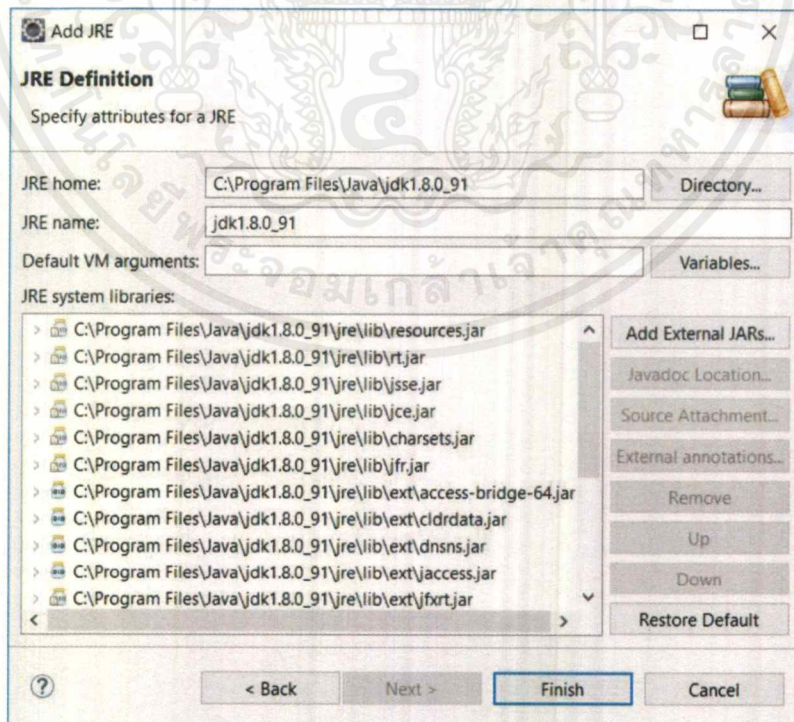 Add JRE
JRE Definition
Specify attributes for a JRE
JRE home: C:\Program Files\Java\jdk1.8.0_91 Directory...
JRE name: jdk1.8.0_91
Default VM arguments: Variables...
JRE system libraries:
C:\Program Files\Java\jdk1.8.0_91\jre\lib\resources.jar
C:\Program Files\Java\jdk1.8.0_91\jre\lib\rt.jar
C:\Program Files\Java\jdk1.8.0_91\jre\lib\jsse.jar
C:\Program Files\Java\jdk1.8.0_91\jre\lib\jce.jar
C:\Program Files\Java\jdk1.8.0_91\jre\lib\charsets.jar
C:\Program Files\Java\jdk1.8.0_91\jre\lib\jfr.jar
C:\Program Files\Java\jdk1.8.0_91\jre\lib\ext\access-bridge-64.jar
C:\Program Files\Java\jdk1.8.0_91\jre\lib\ext\cldrdata.jar
C:\Program Files\Java\jdk1.8.0_91\jre\lib\ext\dnsns.jar
C:\Program Files\Java\jdk1.8.0_91\jre\lib\ext\jaccess.jar
C:\Program Files\Java\jdk1.8.0_91\jre\lib\ext\jfxrt.jar
Add External JARs...
Javadoc Location...
Source Attachment...
External annotations...
Remove
Up
Down
Restore Default
< Back Next > Finish Cancel